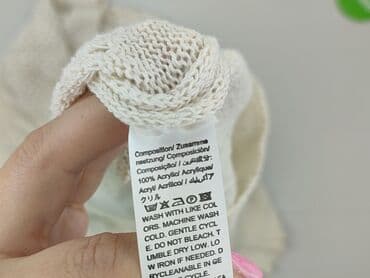 Composition/ Zusamme
nsetzung/ Composición/
Composição/ / 成分/
100% Acrylic/ Acrylique/
Acryl/ Acrílico/ أكريليك/ ア
クリル
WASH WITH LIKE COL
ORS. MACHINE WASH
COLD. GENTLE CYCL
E. DO NOT BLEACH. T
UMBLE DRY LOW. LO
W IRON IF NEEDED. D
RYCLEANABLE IN GE